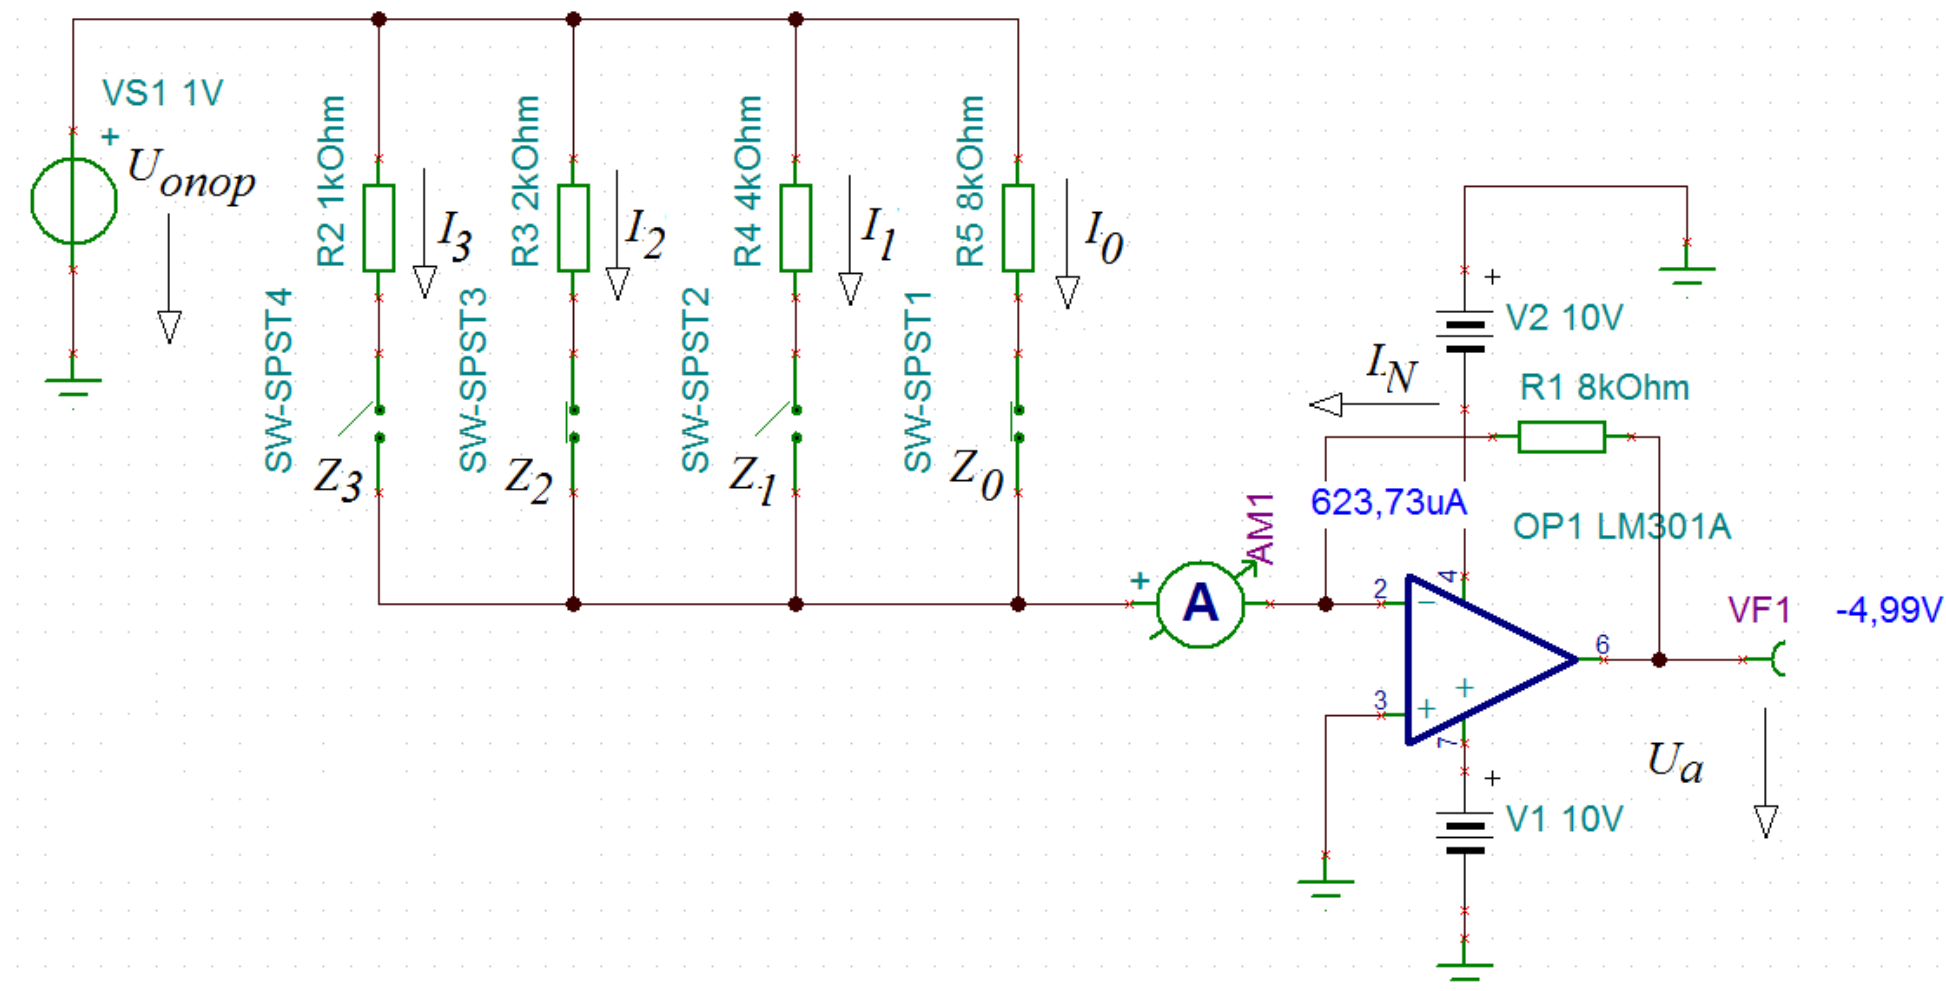 VS1 1V
+
Uопор
R2 1kOhm
I3
R3 2kOhm
I2
R4 4kOhm
I1
R5 8kOhm
I0
SW-SPST4
Z3
SW-SPST3
Z2
SW-SPST2
Z1
SW-SPST1
Z0
+
V2 10V
IN
R1 8kOhm
623,73uA
AM1
OP1 LM301A
+
A
2
−
4
3
+
+
7
6
VF1
-4,99V
Ua
+
V1 10V